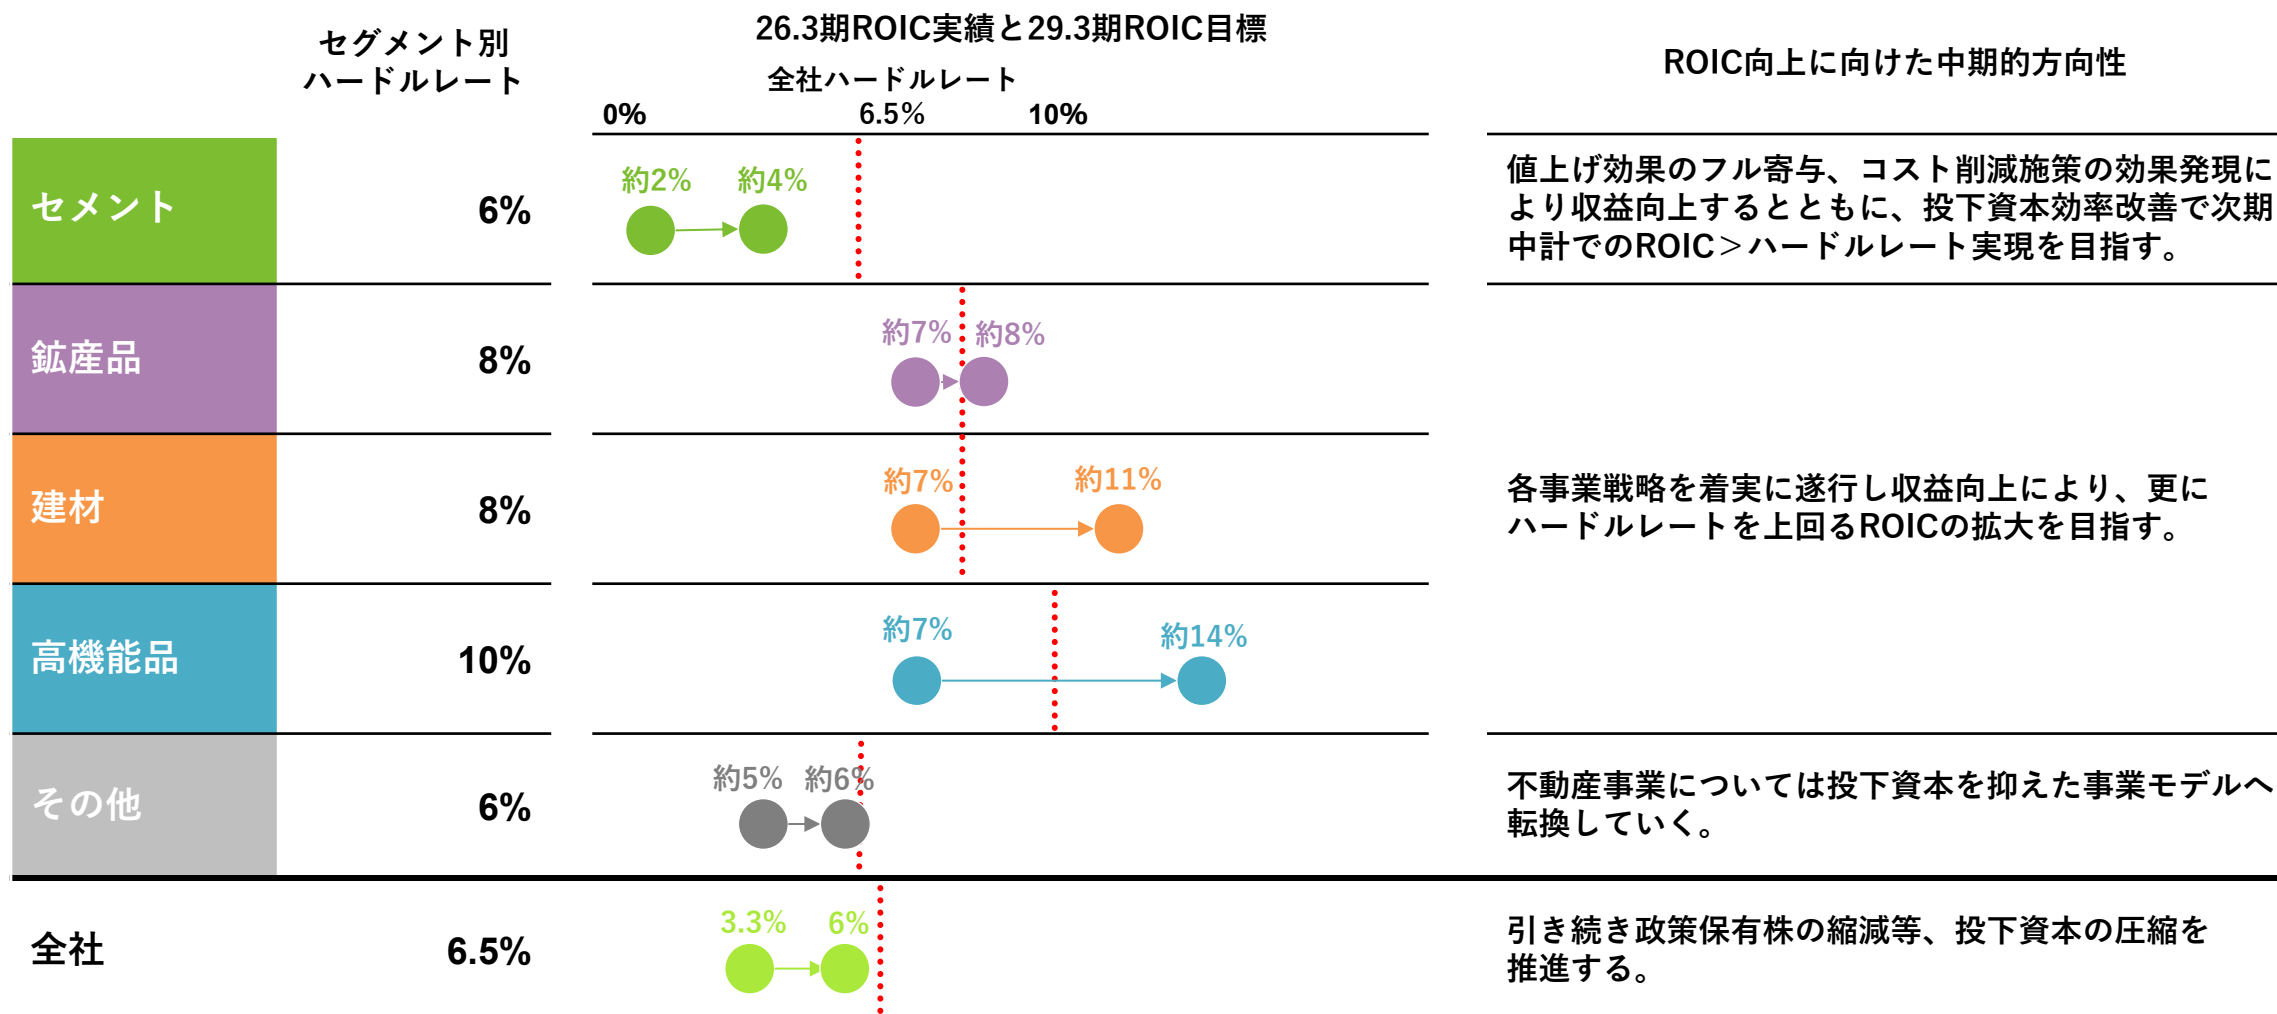 セグメント別
ハードルレート
26.3期ROIC実績と29.3期ROIC目標
全社ハードルレート
0%
6.5%
10%
ROIC向上に向けた中期的方向性
セメント
6%
約2%
約4%
値上げ効果のフル寄与、コスト削減施策の効果発現に
より収益向上するとともに、投下資本効率改善で次期
中計でのROIC＞ハードルレート実現を目指す。
鉱産品
8%
約7%
約8%
建材
8%
約7%
約11%
各事業戦略を着実に遂行し収益向上により、更に
ハードルレートを上回るROICの拡大を目指す。
高機能品
10%
約7%
約14%
その他
6%
約5%
約6%
不動産事業については投下資本を抑えた事業モデルへ
転換していく。
全社
6.5%
3.3%
6%
引き続き政策保有株の縮減等、投下資本の圧縮を
推進する。